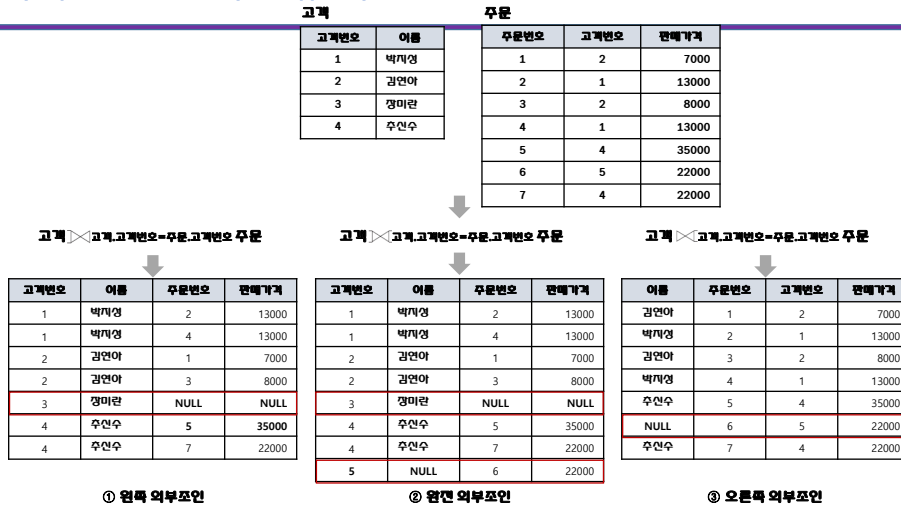 고객 주문
고객번호 이름
1 박지성
2 김연아
3 장미란
4 추신수
주문번호 고객번호 판매가격
1 2 7000
2 1 13000
3 2 8000
4 1 13000
5 4 35000
6 5 22000
7 4 22000
고객 ⟕ 고객.고객번호=주문.고객번호 주문
고객번호 이름 주문번호 판매가격
1 박지성 2 13000
1 박지성 4 13000
2 김연아 1 7000
2 김연아 3 8000
3 장미란 NULL NULL
4 추신수 5 35000
4 추신수 7 22000
① 왼쪽 외부조인
고객 ⟗ 고객.고객번호=주문.고객번호 주문
고객번호 이름 주문번호 판매가격
1 박지성 2 13000
1 박지성 4 13000
2 김연아 1 7000
2 김연아 3 8000
3 장미란 NULL NULL
4 추신수 5 35000
4 추신수 7 22000
5 NULL 6 22000
② 완전 외부조인
고객 ⟖ 고객.고객번호=주문.고객번호 주문
이름 주문번호 고객번호 판매가격
김연아 1 2 7000
박지성 2 1 13000
김연아 3 2 8000
박지성 4 1 13000
추신수 5 4 35000
NULL 6 5 22000
추신수 7 4 22000
③ 오른쪽 외부조인